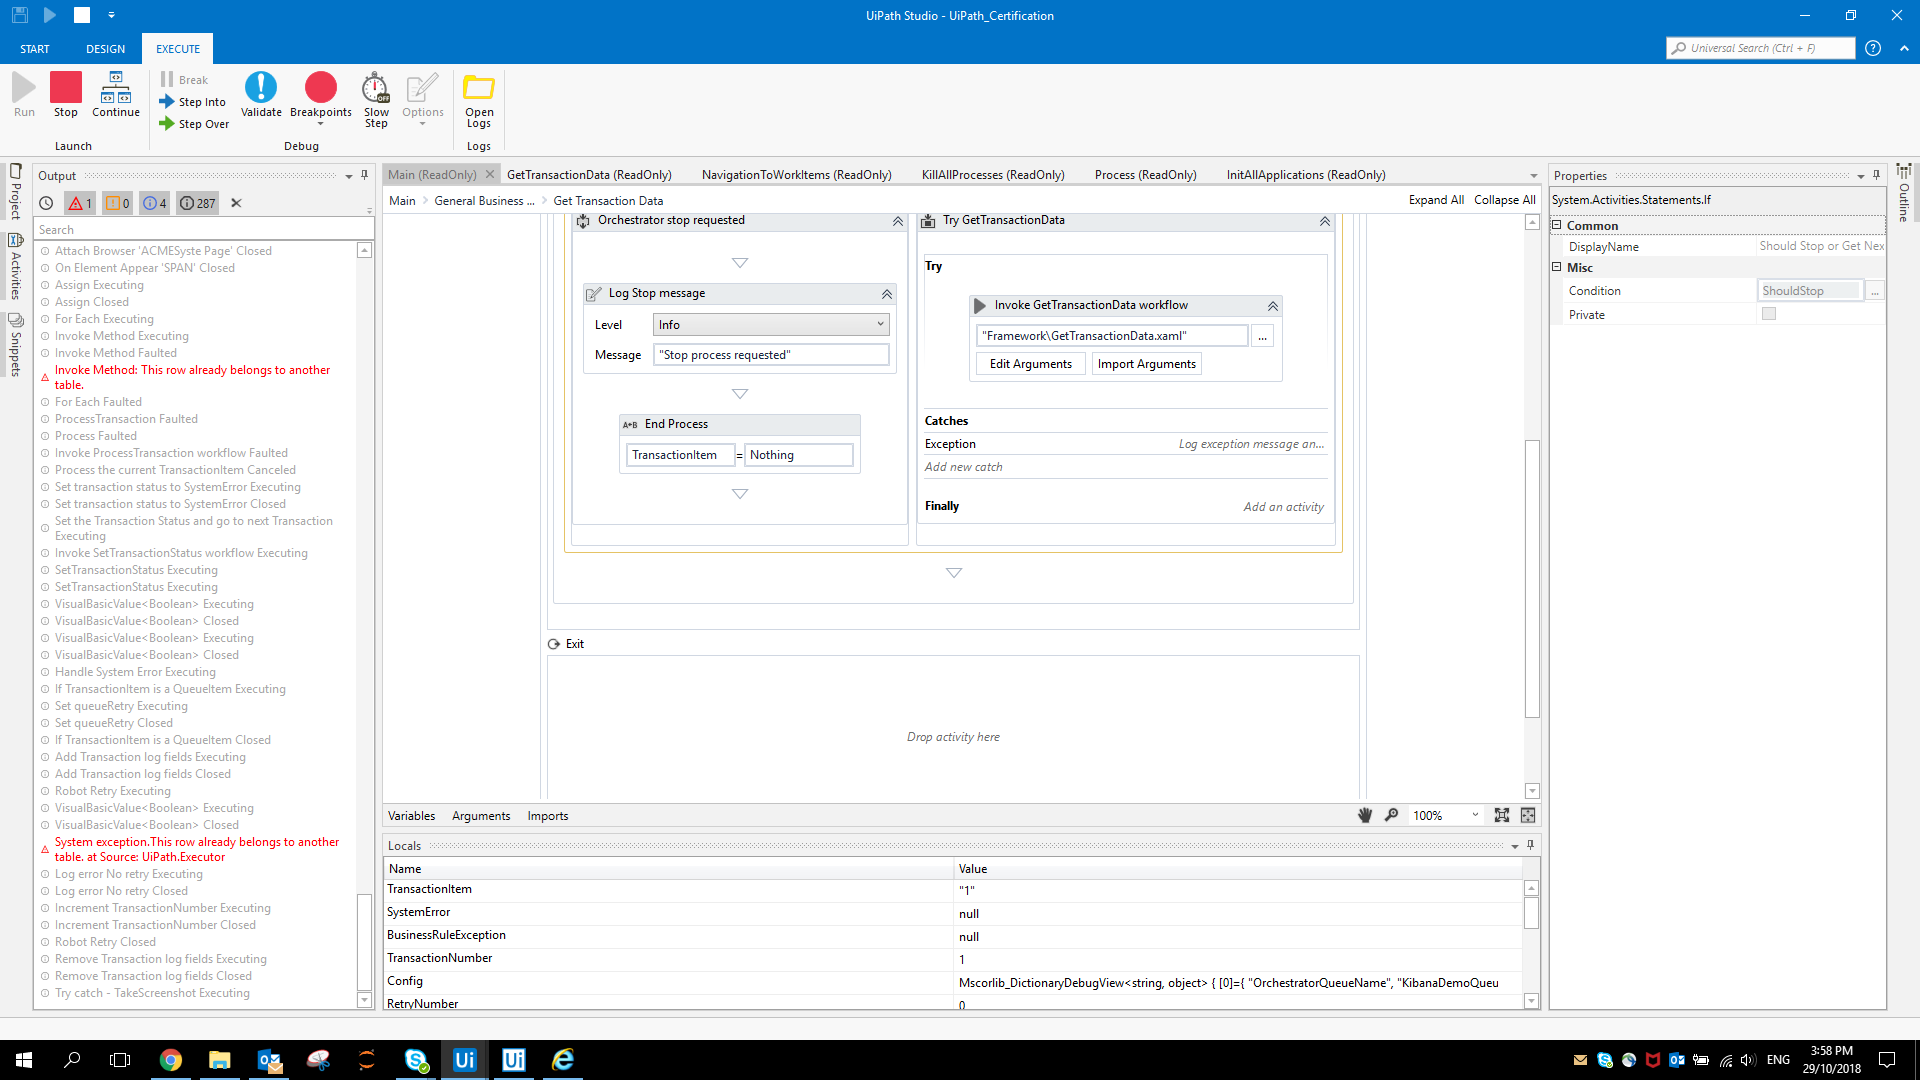 UiPath Studio - UiPath_Certification
START
DESIGN
EXECUTE
Universal Search (Ctrl + F)
Run
Stop
Continue
Break
Step Into
Step Over
Validate
Breakpoints
Slow Step
Options
Open Logs
Launch
Debug
Logs
Project
Activities
Snippets
Output
1
0
4
287
Search
Attach Browser 'ACMESyste Page' Closed
On Element Appear 'SPAN' Closed
Assign Executing
Assign Closed
For Each Executing
Invoke Method Executing
Invoke Method Faulted
Invoke Method: This row already belongs to another
table.
For Each Faulted
ProcessTransaction Faulted
Process Faulted
Invoke ProcessTransaction workflow Faulted
Process the current TransactionItem Canceled
Set transaction status to SystemError Executing
Set transaction status to SystemError Closed
Set the Transaction Status and go to next Transaction
Executing
Invoke SetTransactionStatus workflow Executing
SetTransactionStatus Executing
SetTransactionStatus Executing
VisualBasicValue<Boolean> Executing
VisualBasicValue<Boolean> Closed
VisualBasicValue<Boolean> Executing
VisualBasicValue<Boolean> Closed
Handle System Error Executing
If TransactionItem is a QueueItem Executing
Set queueRetry Executing
Set queueRetry Closed
If TransactionItem is a QueueItem Closed
Add Transaction log fields Executing
Add Transaction log fields Closed
Robot Retry Executing
VisualBasicValue<Boolean> Executing
VisualBasicValue<Boolean> Closed
System exception.This row already belongs to another
table. at Source: UiPath.Executor
Log error No retry Executing
Log error No retry Closed
Increment TransactionNumber Executing
Increment TransactionNumber Closed
Robot Retry Closed
Remove Transaction log fields Executing
Remove Transaction log fields Closed
Try catch - TakeScreenshot Executing
Main (ReadOnly)
GetTransactionData (ReadOnly)
NavigationToWorkItems (ReadOnly)
KillAllProcesses (ReadOnly)
Process (ReadOnly)
InitAllApplications (ReadOnly)
Main > General Business ... > Get Transaction Data
Expand All
Collapse All
Orchestrator stop requested
Log Stop message
Level
Info
Message
"Stop process requested"
A+B End Process
TransactionItem = Nothing
Try GetTransactionData
Try
Invoke GetTransactionData workflow
"Framework\GetTransactionData.xaml"
...
Edit Arguments
Import Arguments
Catches
Exception
Log exception message an...
Add new catch
Finally
Add an activity
Exit
Drop activity here
Variables
Arguments
Imports
100%
Locals
Name
Value
TransactionItem
"1"
SystemError
null
BusinessRuleException
null
TransactionNumber
1
Config
Mscorlib_DictionaryDebugView<string, object> { [0]={ "OrchestratorQueueName", "KibanaDemoQueu
RetryNumber
0
Properties
System.Activities.Statements.If
Common
DisplayName
Should Stop or Get Nex
Misc
Condition
ShouldStop
...
Private
Outline
OFF
Ui
Ui
ENG
3:58 PM
29/10/2018